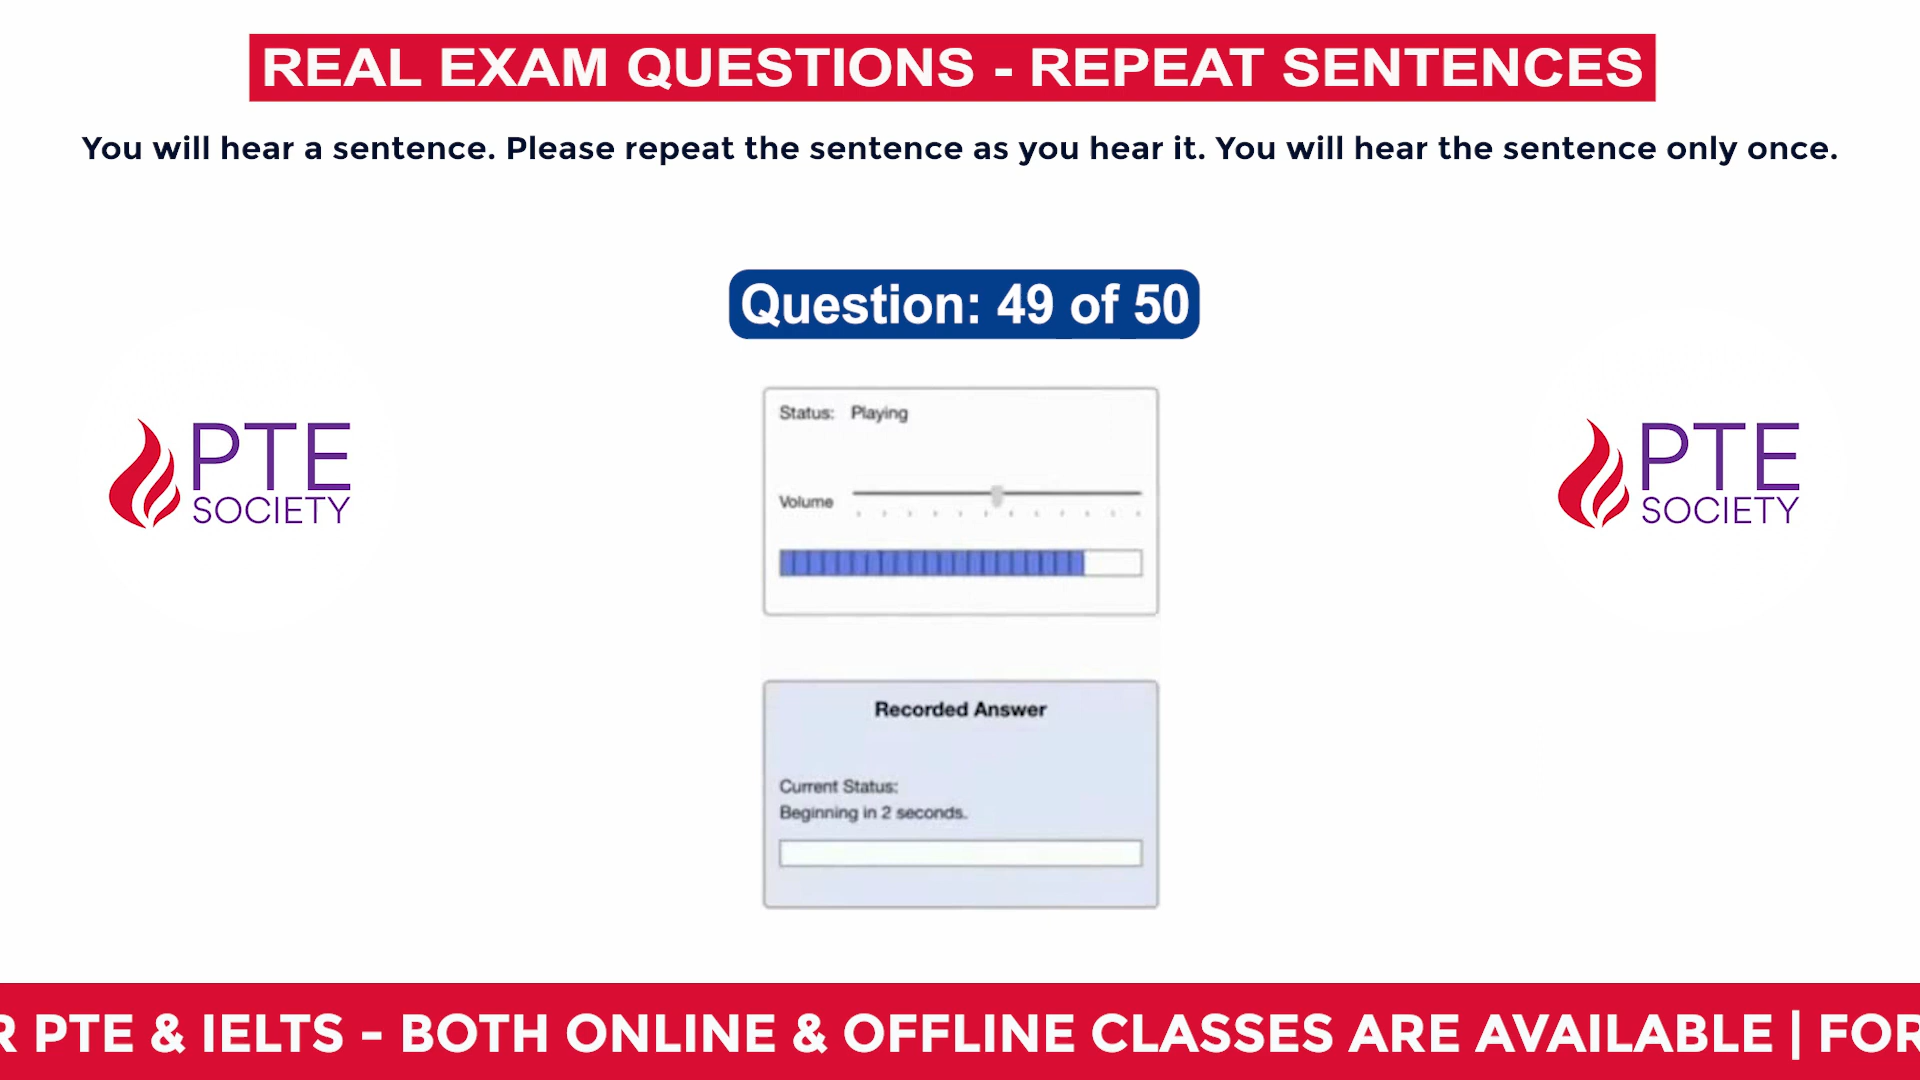 REAL EXAM QUESTIONS - REPEAT SENTENCES
You will hear a sentence. Please repeat the sentence as you hear it. You will hear the sentence only once.
Question: 49 of 50
Status: Playing
Volume
PTE
SOCIETY
PTE
SOCIETY
Recorded Answer
Current Status:
Beginning in 2 seconds.
R PTE & IELTS - BOTH ONLINE & OFFLINE CLASSES ARE AVAILABLE | FOR